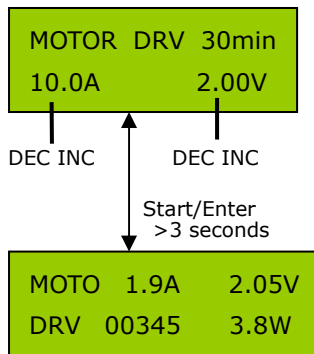 MOTOR DRV 30min
10.0A 2.00V
DEC INC DEC INC
Start/Enter
>3 seconds
MOTO 1.9A 2.05V
DRV 00345 3.8W